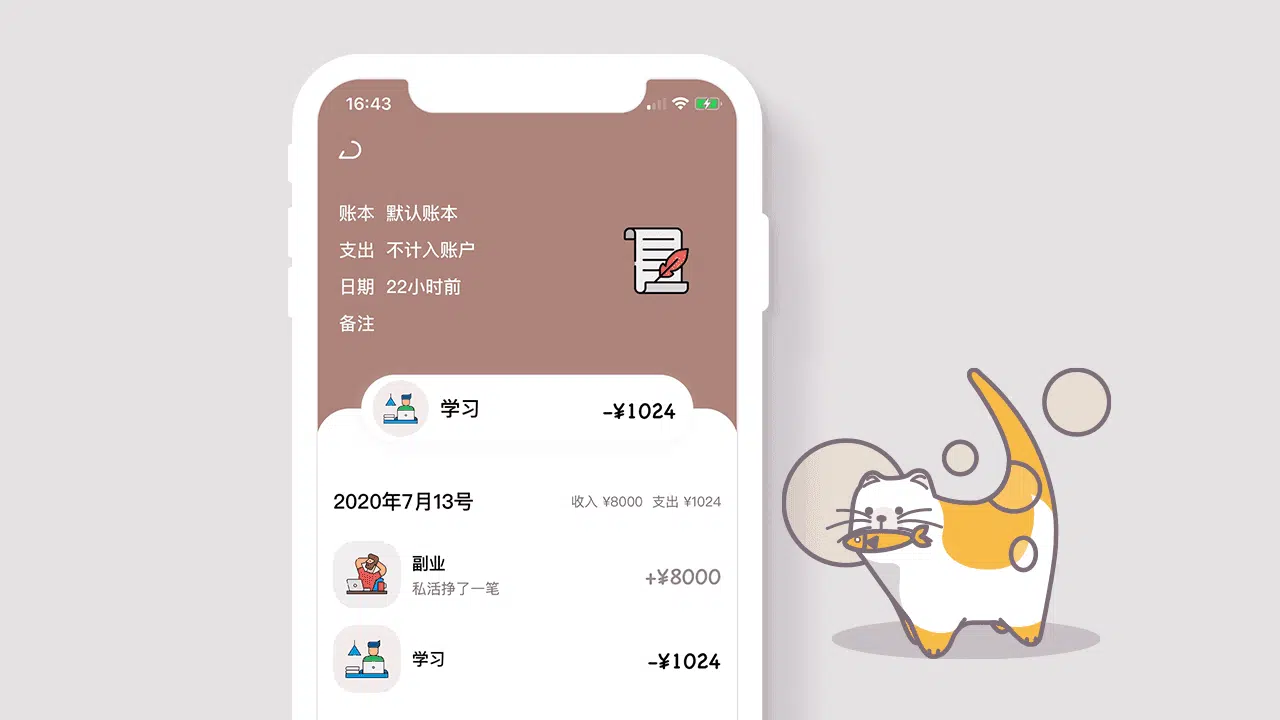 16:43
账本 默认账本
支出 不计入账户
日期 22小时前
备注
学习 -¥1024
2020年7月13号 收入 ¥8000 支出 ¥1024
副业
私活挣了一笔
+¥8000
学习 -¥1024